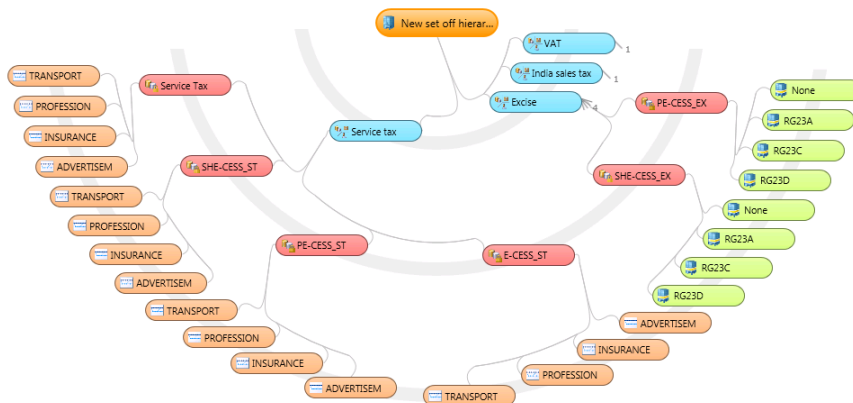 New set off hierar...
VAT
1
India sales tax
1
Excise
4
Service tax
Service Tax
TRANSPORT
PROFESSION
INSURANCE
ADVERTISEM
SHE-CESS_ST
TRANSPORT
PROFESSION
INSURANCE
ADVERTISEM
PE-CESS_ST
TRANSPORT
PROFESSION
INSURANCE
ADVERTISEM
E-CESS_ST
ADVERTISEM
INSURANCE
PROFESSION
TRANSPORT
PE-CESS_EX
None
RG23A
RG23C
RG23D
SHE-CESS_EX
None
RG23A
RG23C
RG23D